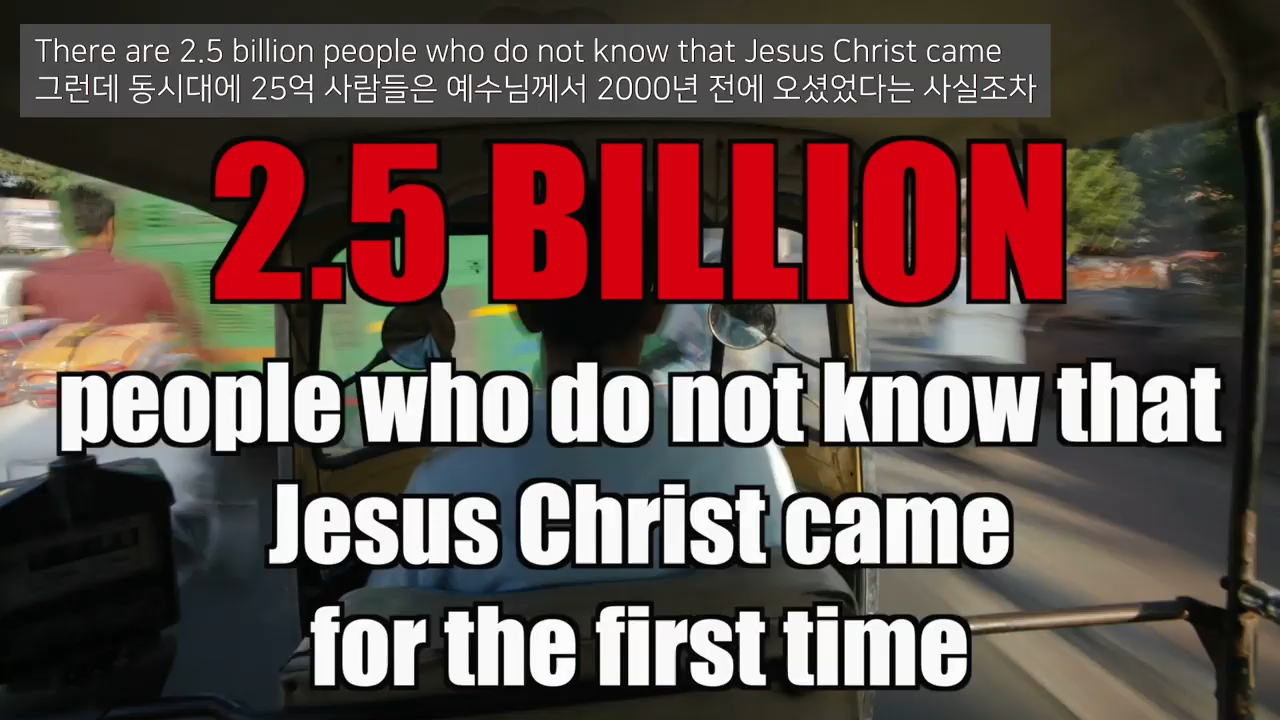 There are 2.5 billion people who do not know that Jesus Christ came
그런데 동시대에 25억 사람들은 예수님께서 2000년 전에 오셨었다는 사실조차
2.5 BILLION
people who do not know that
Jesus Christ came
for the first time